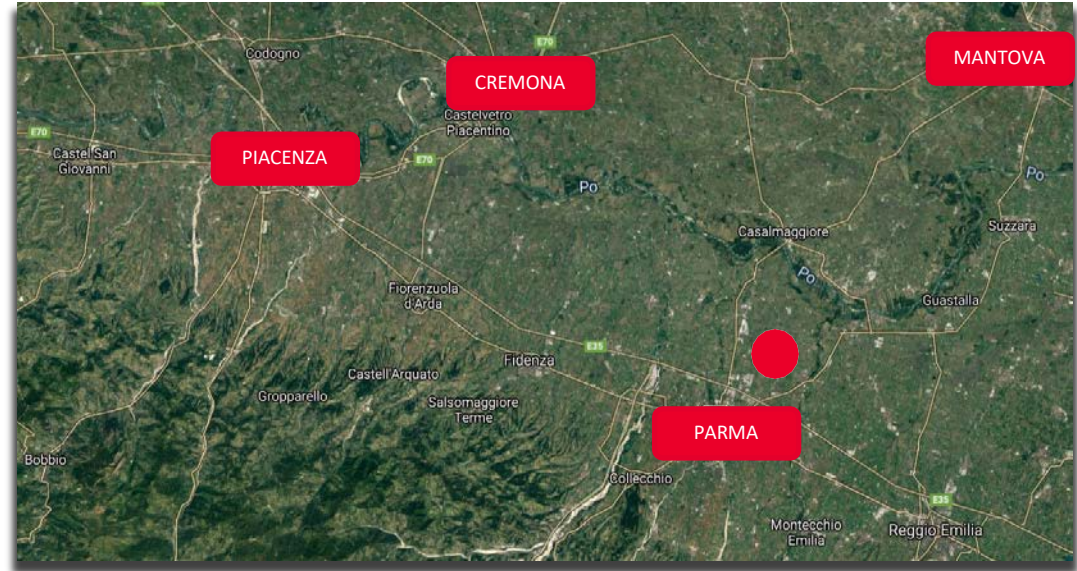 Codogno
E70
CREMONA
MANTOVA
Castelvetro
Piacentino
E70
Castel San
Giovanni
PIACENZA
E70
Po
Po
Casalmaggiore
Suzzara
Po
Fiorenzuola
d'Arda
Guastalla
E35
Fidenza
Castell'Arquato
Gropparello
Salsomaggiore
Terme
PARMA
Bobbio
Collecchio
E35
Montecchio
Emilia
Reggio Emilia